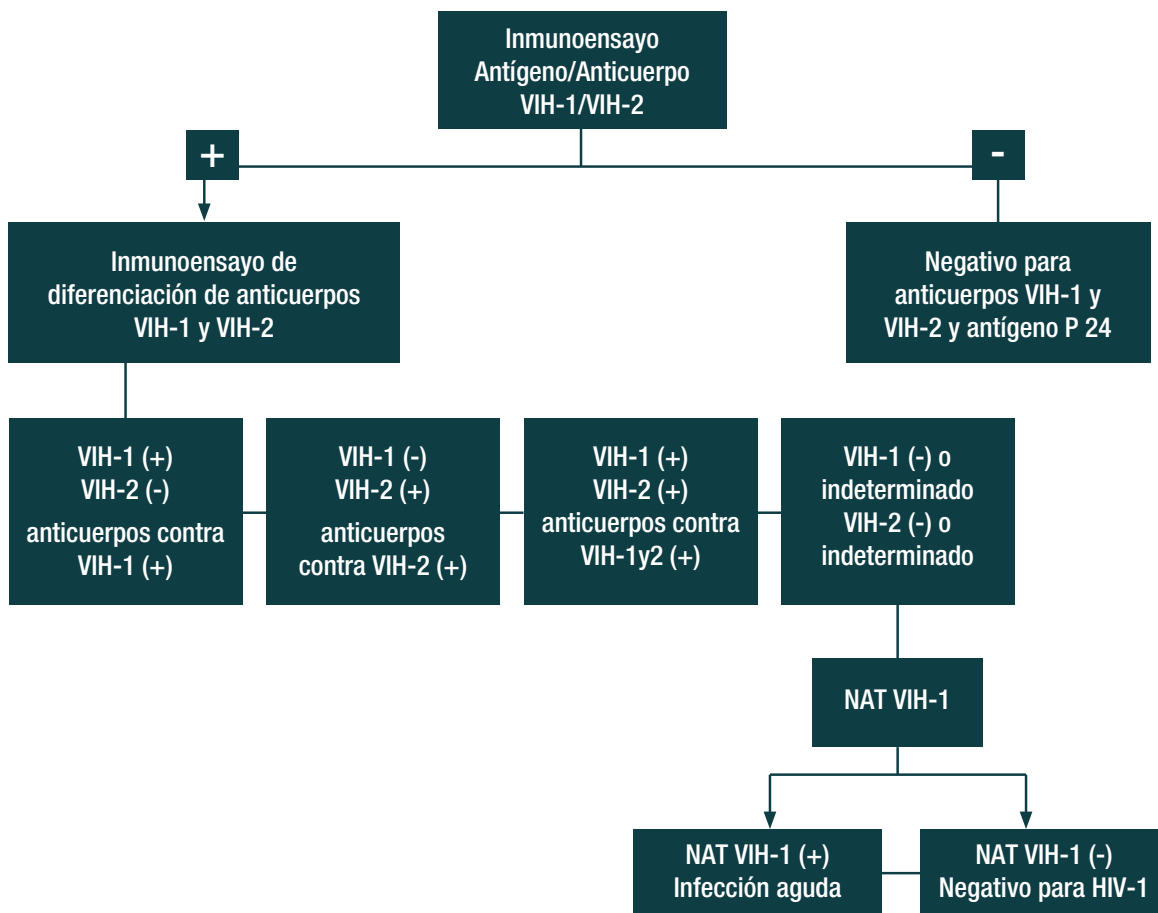 Inmunoensayo
Antígeno/Anticuerpo
VIH-1/VIH-2
+
-
Inmunoensayo de
diferenciación de anticuerpos
VIH-1 y VIH-2
Negativo para
anticuerpos VIH-1 y
VIH-2 y antígeno P 24
VIH-1 (+)
VIH-2 (-)
anticuerpos contra
VIH-1 (+)
VIH-1 (-)
VIH-2 (+)
anticuerpos
contra VIH-2 (+)
VIH-1 (+)
VIH-2 (+)
anticuerpos contra
VIH-1y2 (+)
VIH-1 (-) o
indeterminado
VIH-2 (-) o
indeterminado
NAT VIH-1
NAT VIH-1 (+)
Infección aguda
NAT VIH-1 (-)
Negativo para HIV-1